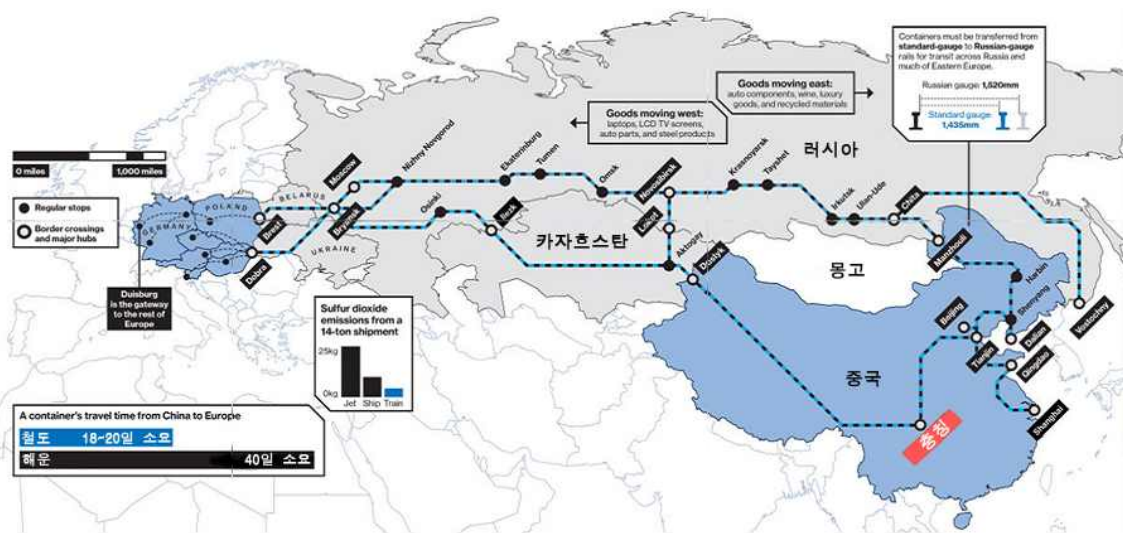 Containers must be transferred from
standard-gauge to Russian-gauge
rails for transit across Russia and
much of Eastern Europe.
Russian gauge 1,520mm
Standard gauge
1,435mm
Goods moving east:
auto components, wine, luxury
goods, and recycled materials
Goods moving west:
laptops, LCD TV screens,
auto parts, and steel products
러시아
0 miles
1,000 miles
Regular stops
Border crossings
and major hubs
POLAND
GERMANY
BELARUS
UKRAINE
Brest
Dobra
Moscow
Bryansk
Nizhny Novgorod
Osinki
Ilezk
Ekaterinburg
Tumen
Omsk
Novosibirsk
Lokot
Aktogay
Dostyk
Krasnoyarsk
Tayshet
Irkutsk
Ulan-Ude
Chita
Manzhouli
Harbin
Shenyang
Beijing
Tianjin
Dalian
Qingdao
Shanghai
Vostochny
카자흐스탄
몽고
중국
충칭
Duisburg
is the gateway
to the rest of
Europe
Sulfur dioxide
emissions from a
14-ton shipment
25kg
0kg
Jet Ship Train
A container's travel time from China to Europe
철도 18~20일 소요
해운 40일 소요